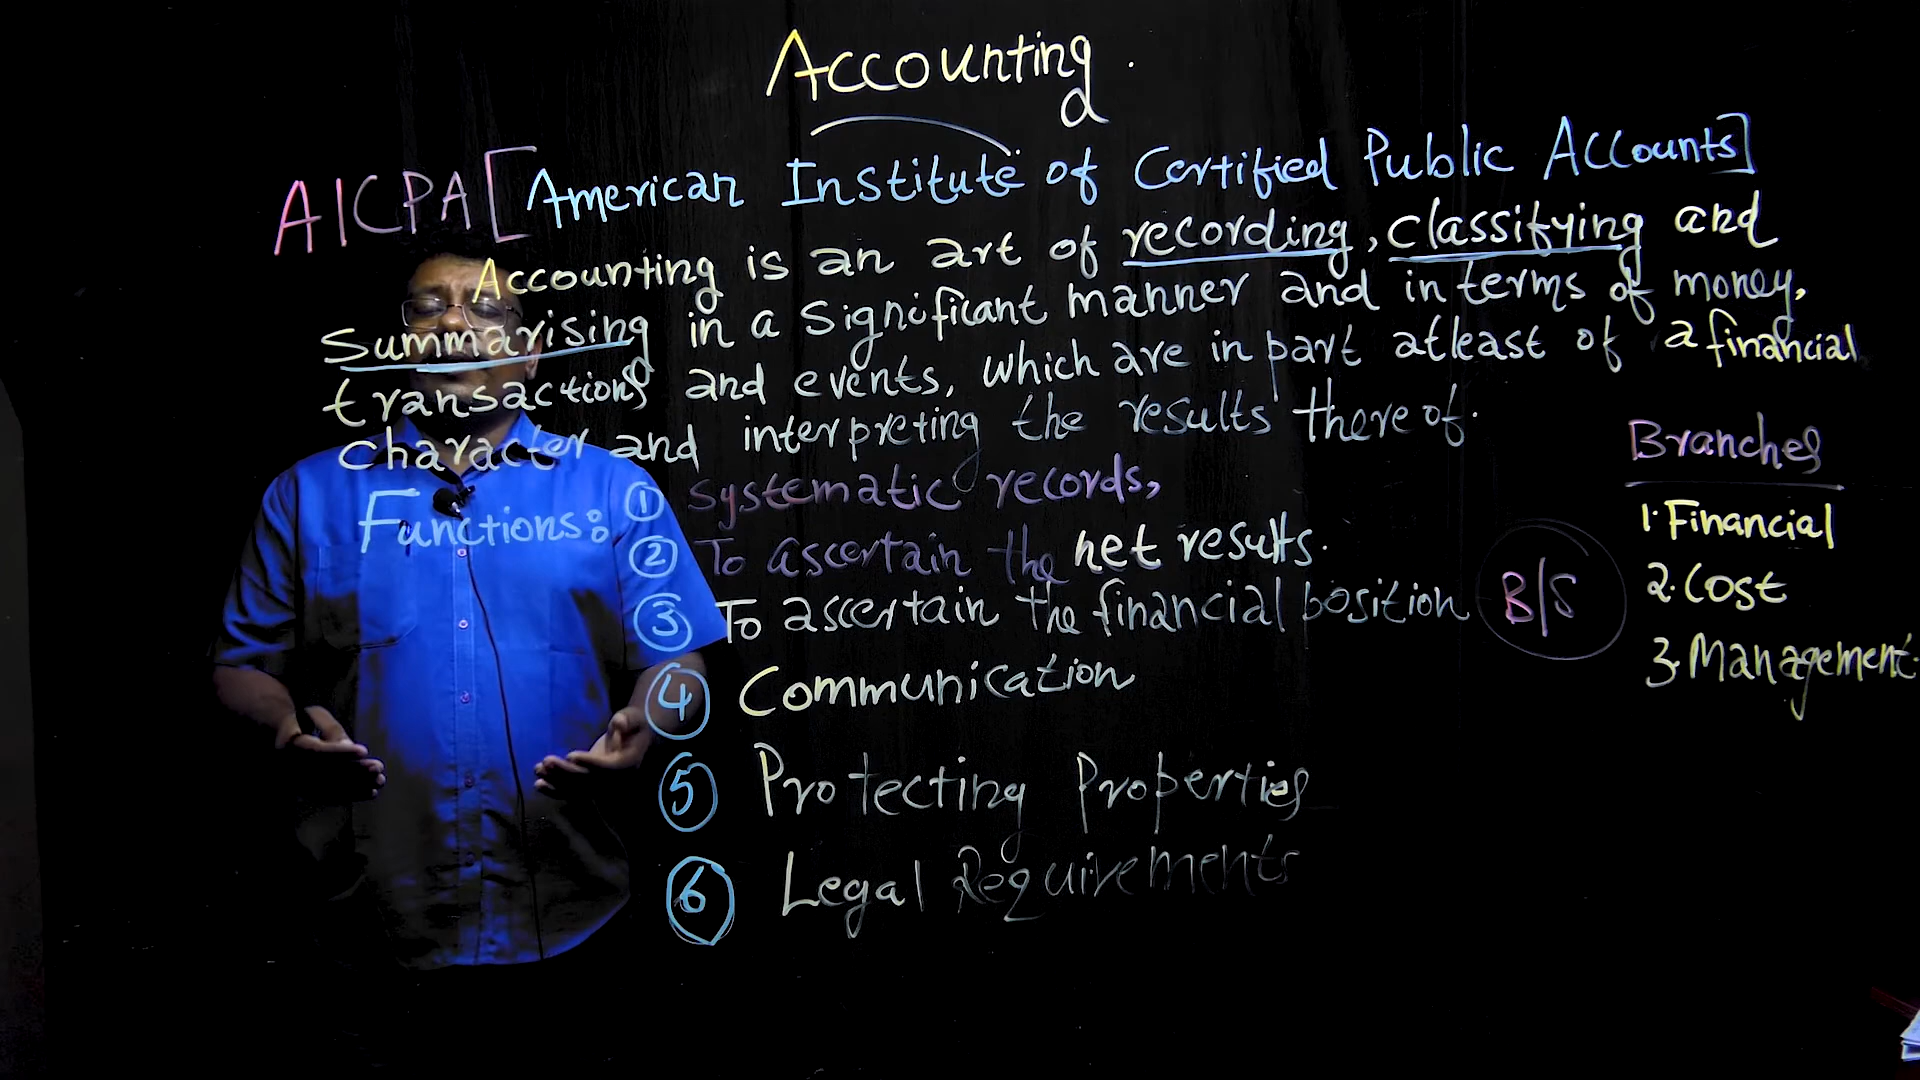 Accounting.
AICPA [American Institute of Certified Public Accounts]
Accounting is an art of recording, classifying and
Summarising in a significant manner and in terms of money,
transactions and events, which are in part atleast of a financial
character and interpreting the results there of.
Functions: ① Systematic records,
② To ascertain the net results.
③ To ascertain the financial position B/S
④ Communication
⑤ Protecting Properties
⑥ Legal Requirements
Branches
1. Financial
2. Cost
3. Management.